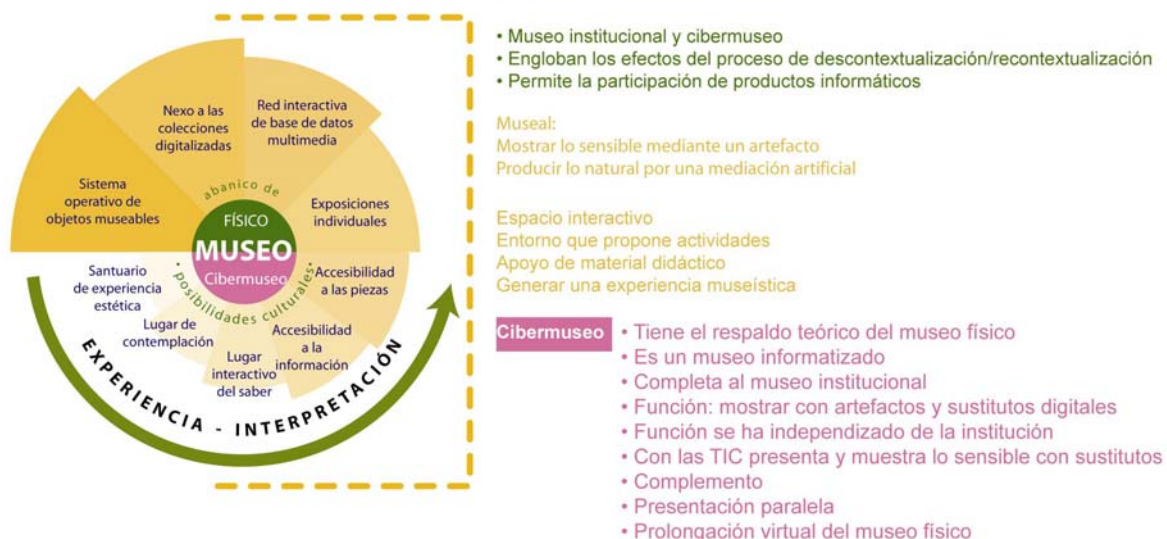 Sistema
operativo de
objetos museables
Nexo a las
colecciones
digitalizadas
Red interactiva
de base de datos
multimedia
Exposiciones
individuales
Accesibilidad
a las piezas
Accesibilidad
a la
información
Lugar
interactivo
del saber
Lugar de
contemplación
Santuario
de experiencia
estética
abanico de
FÍSICO
MUSEO
Cibermuseo
• posibilidades culturales •
EXPERIENCIA - INTERPRETACIÓN
• Museo institucional y cibermuseo
• Engloban los efectos del proceso de descontextualización/recontextualización
• Permite la participación de productos informáticos
Museal:
Mostrar lo sensible mediante un artefacto
Producir lo natural por una mediación artificial
Espacio interactivo
Entorno que propone actividades
Apoyo de material didáctico
Generar una experiencia museística
Cibermuseo
• Tiene el respaldo teórico del museo físico
• Es un museo informatizado
• Completa al museo institucional
• Función: mostrar con artefactos y sustitutos digitales
• Función se ha independizado de la institución
• Con las TIC presenta y muestra lo sensible con sustitutos
• Complemento
• Presentación paralela
• Prolongación virtual del museo físico